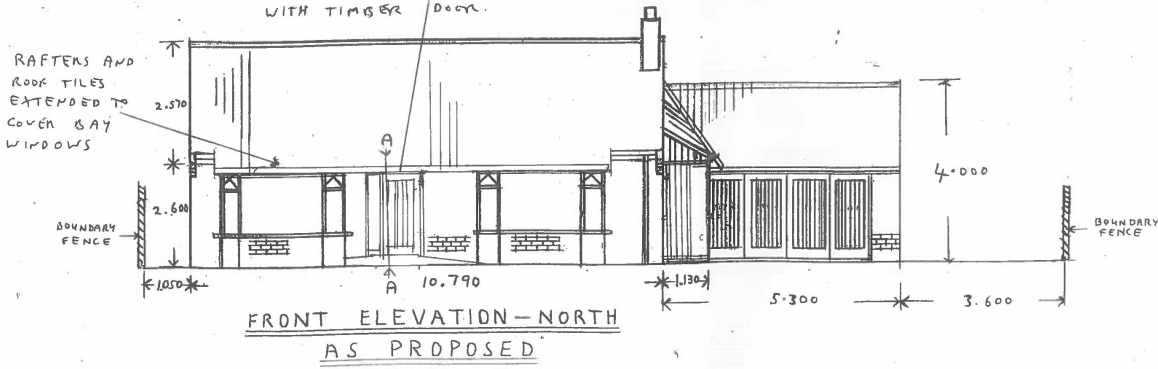 WITH TIMBER DOOR.
RAFTERS AND
ROOF TILES
EXTENDED TO
COVER BAY
WINDOWS
2.570
A
4.000
2.600
BOUNDARY
FENCE
BOUNDARY
FENCE
1.050
A
10.790
1.130
5.300
3.600
FRONT ELEVATION-NORTH
AS PROPOSED